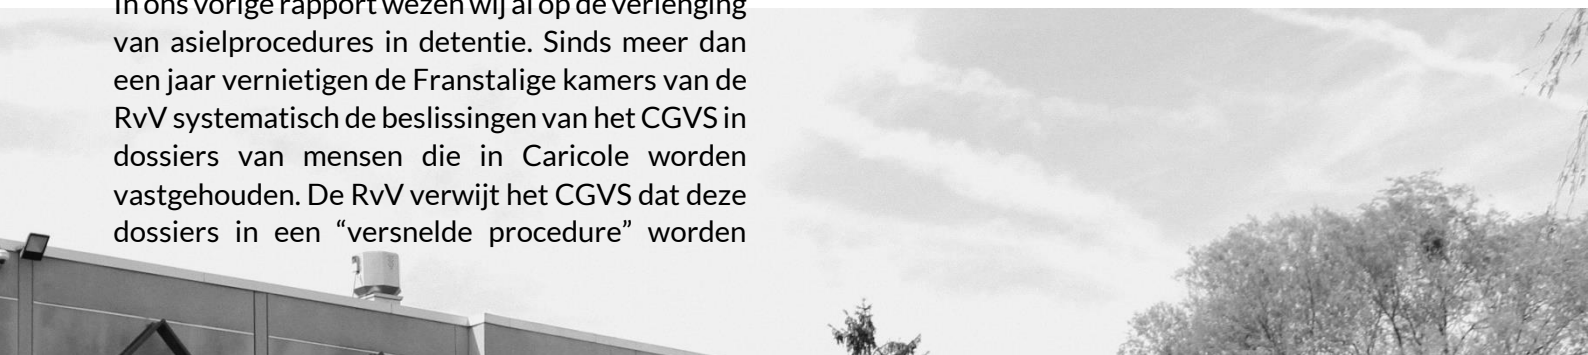 In ons vorige rapport wezen wij al op de verlenging
van asielprocedures in detentie. Sinds meer dan
een jaar vernietigen de Franstalige kamers van de
RvV systematisch de beslissingen van het CGVS in
dossiers van mensen die in Caricole worden
vastgehouden. De RvV verwijt het CGVS dat deze
dossiers in een “versnelde procedure” worden